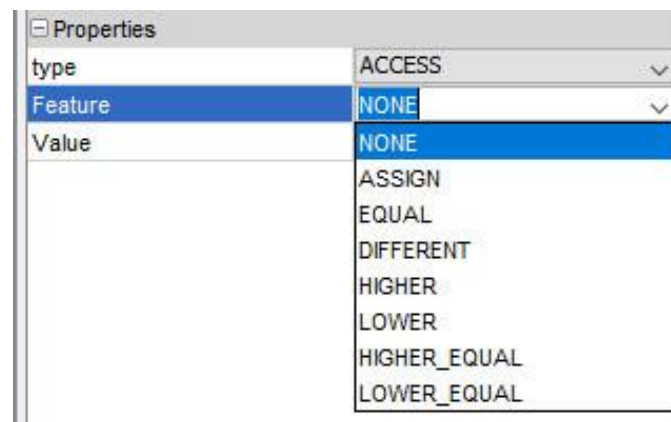 Properties
type ACCESS
Feature NONE
Value NONE
ASSIGN
EQUAL
DIFFERENT
HIGHER
LOWER
HIGHER_EQUAL
LOWER_EQUAL